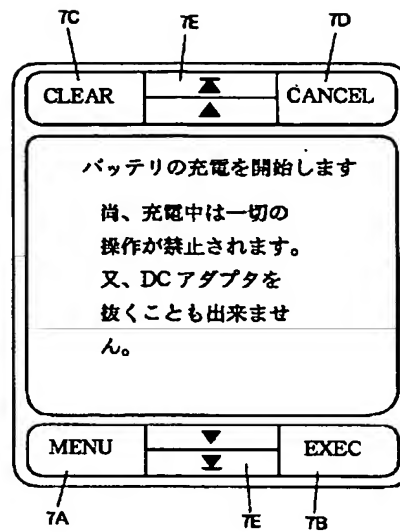 7C 7E 7D
CLEAR CANCEL
バッテリの充電を開始します
尚、充電中は一切の
操作が禁止されます。
又、DCアダプタを
抜くことも出来ませ
ん。
MENU EXEC
7A 7E 7B